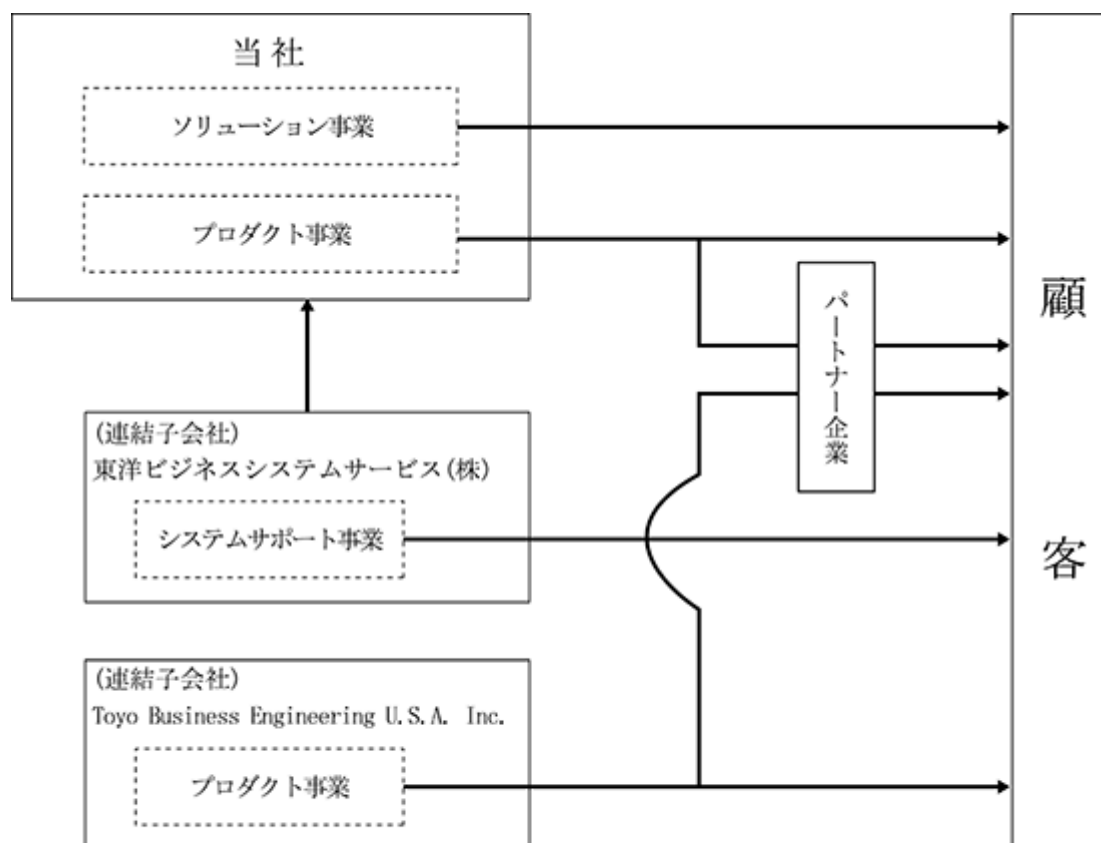 当社
ソリューション事業
プロダクト事業
パートナー企業
顧客
(連結子会社)
東洋ビジネスシステムサービス(株)
システムサポート事業
(連結子会社)
Toyo Business Engineering U.S.A. Inc.
プロダクト事業